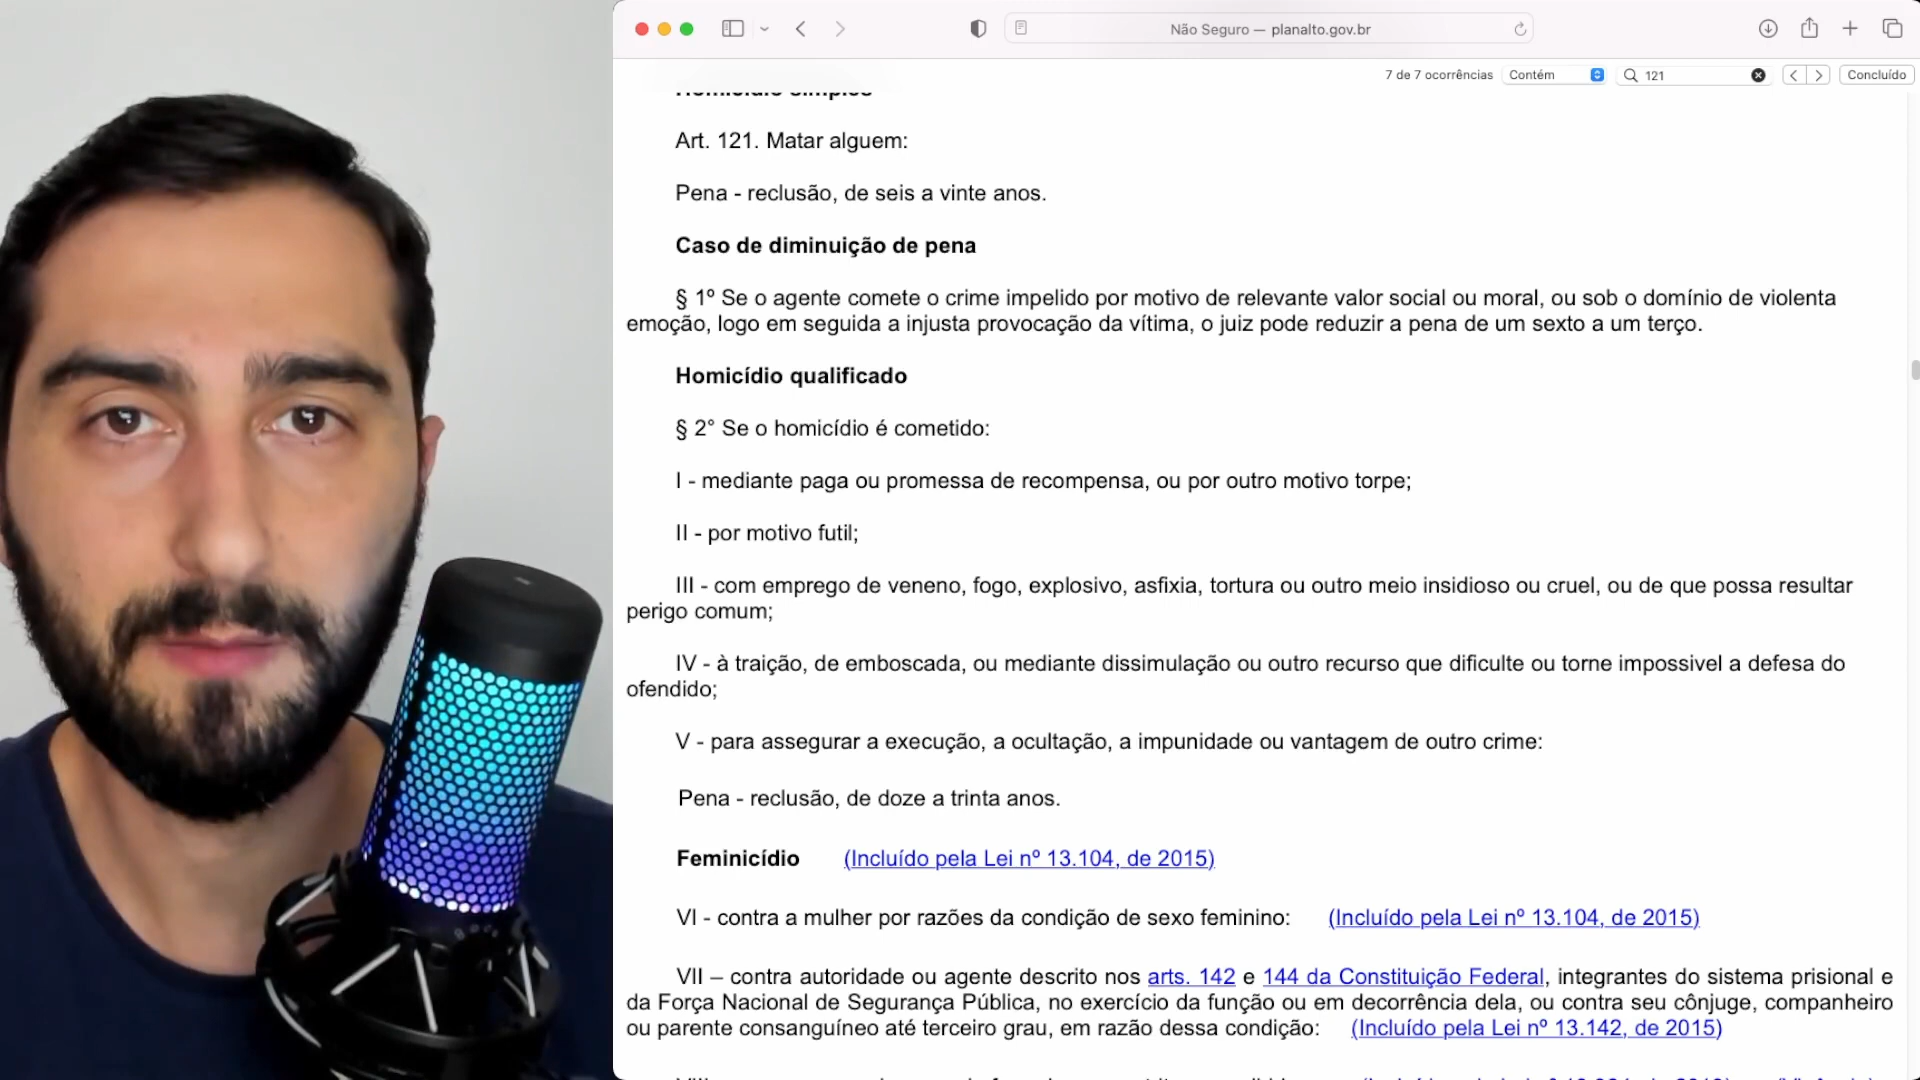 Não Seguro — planalto.gov.br
7 de 7 ocorrências Contém 121 Concluído
Homicídio simples
Art. 121. Matar alguem:
Pena - reclusão, de seis a vinte anos.
Caso de diminuição de pena
§ 1º Se o agente comete o crime impelido por motivo de relevante valor social ou moral, ou sob o domínio de violenta
emoção, logo em seguida a injusta provocação da vítima, o juiz pode reduzir a pena de um sexto a um terço.
Homicídio qualificado
§ 2° Se o homicídio é cometido:
I - mediante paga ou promessa de recompensa, ou por outro motivo torpe;
II - por motivo futil;
III - com emprego de veneno, fogo, explosivo, asfixia, tortura ou outro meio insidioso ou cruel, ou de que possa resultar
perigo comum;
IV - à traição, de emboscada, ou mediante dissimulação ou outro recurso que dificulte ou torne impossivel a defesa do
ofendido;
V - para assegurar a execução, a ocultação, a impunidade ou vantagem de outro crime:
Pena - reclusão, de doze a trinta anos.
Feminicídio (Incluído pela Lei nº 13.104, de 2015)
VI - contra a mulher por razões da condição de sexo feminino: (Incluído pela Lei nº 13.104, de 2015)
VII – contra autoridade ou agente descrito nos arts. 142 e 144 da Constituição Federal, integrantes do sistema prisional e
da Força Nacional de Segurança Pública, no exercício da função ou em decorrência dela, ou contra seu cônjuge, companheiro
ou parente consanguíneo até terceiro grau, em razão dessa condição: (Incluído pela Lei nº 13.142, de 2015)